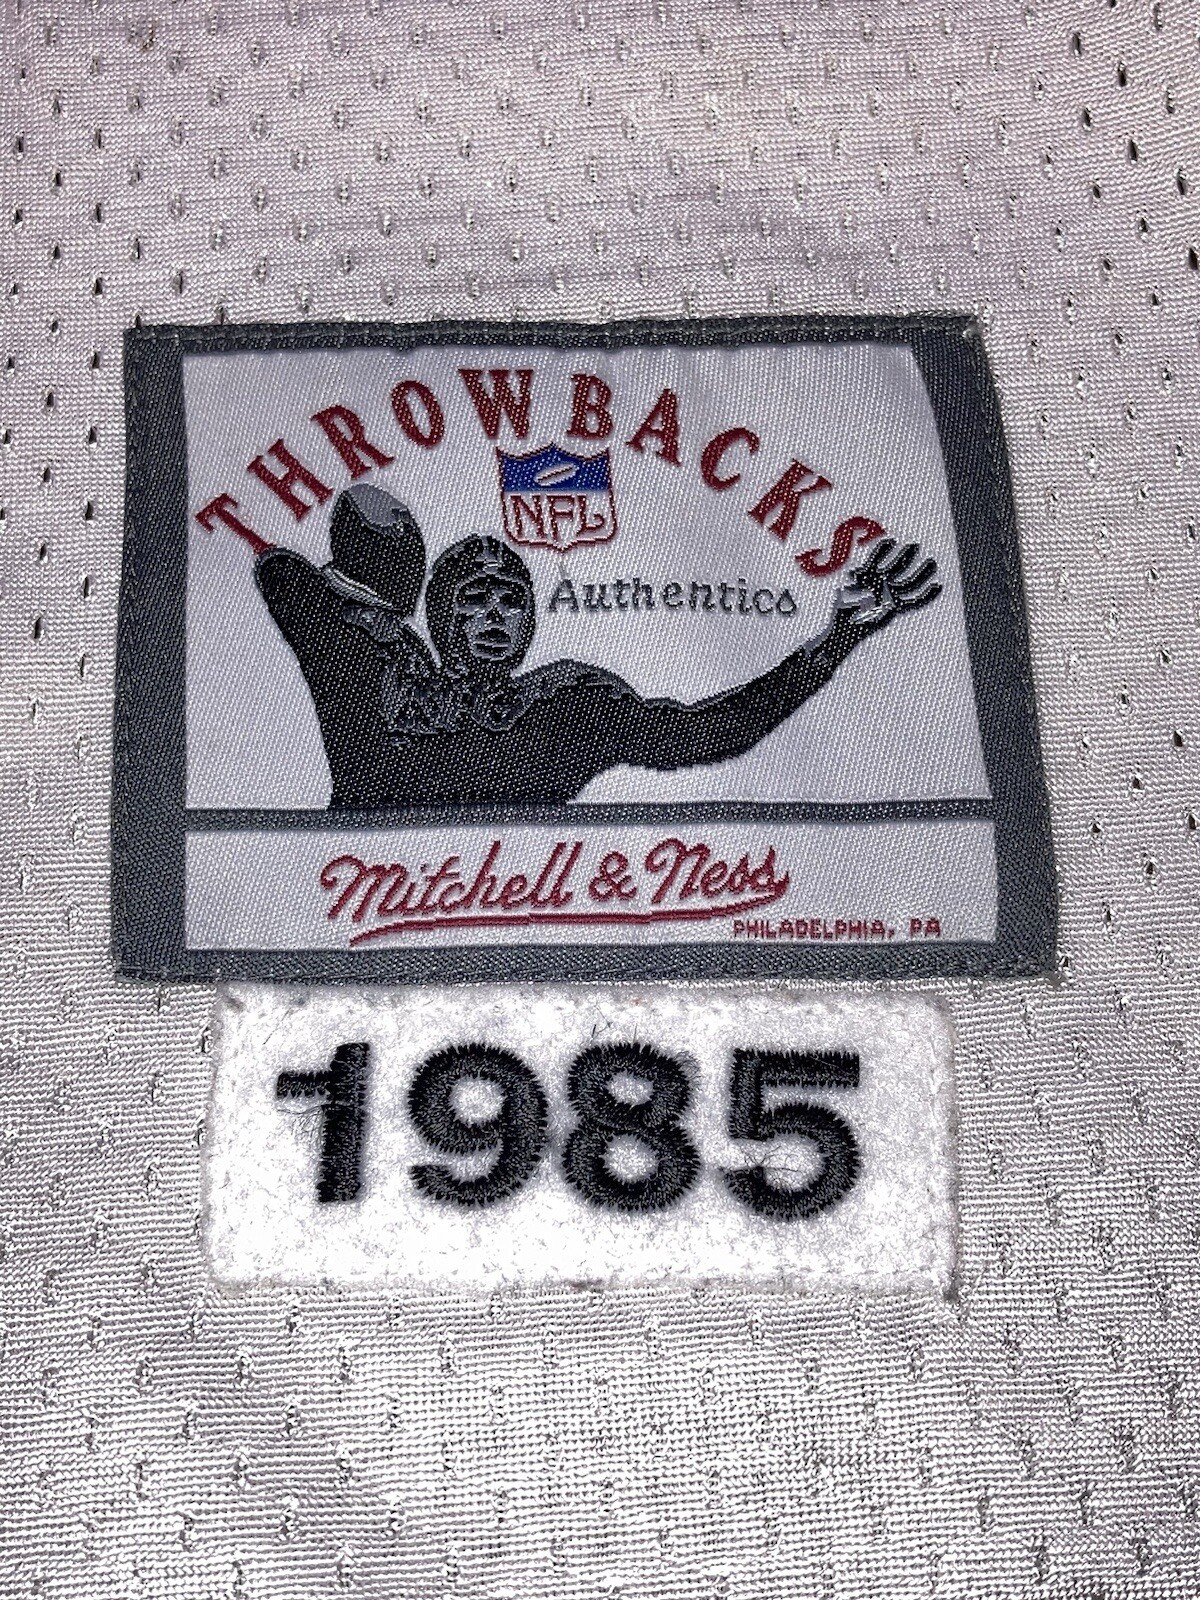 THROWBACKS
NFL
Authentics
Mitchell & Ness
PHILADELPHIA, PA
1985